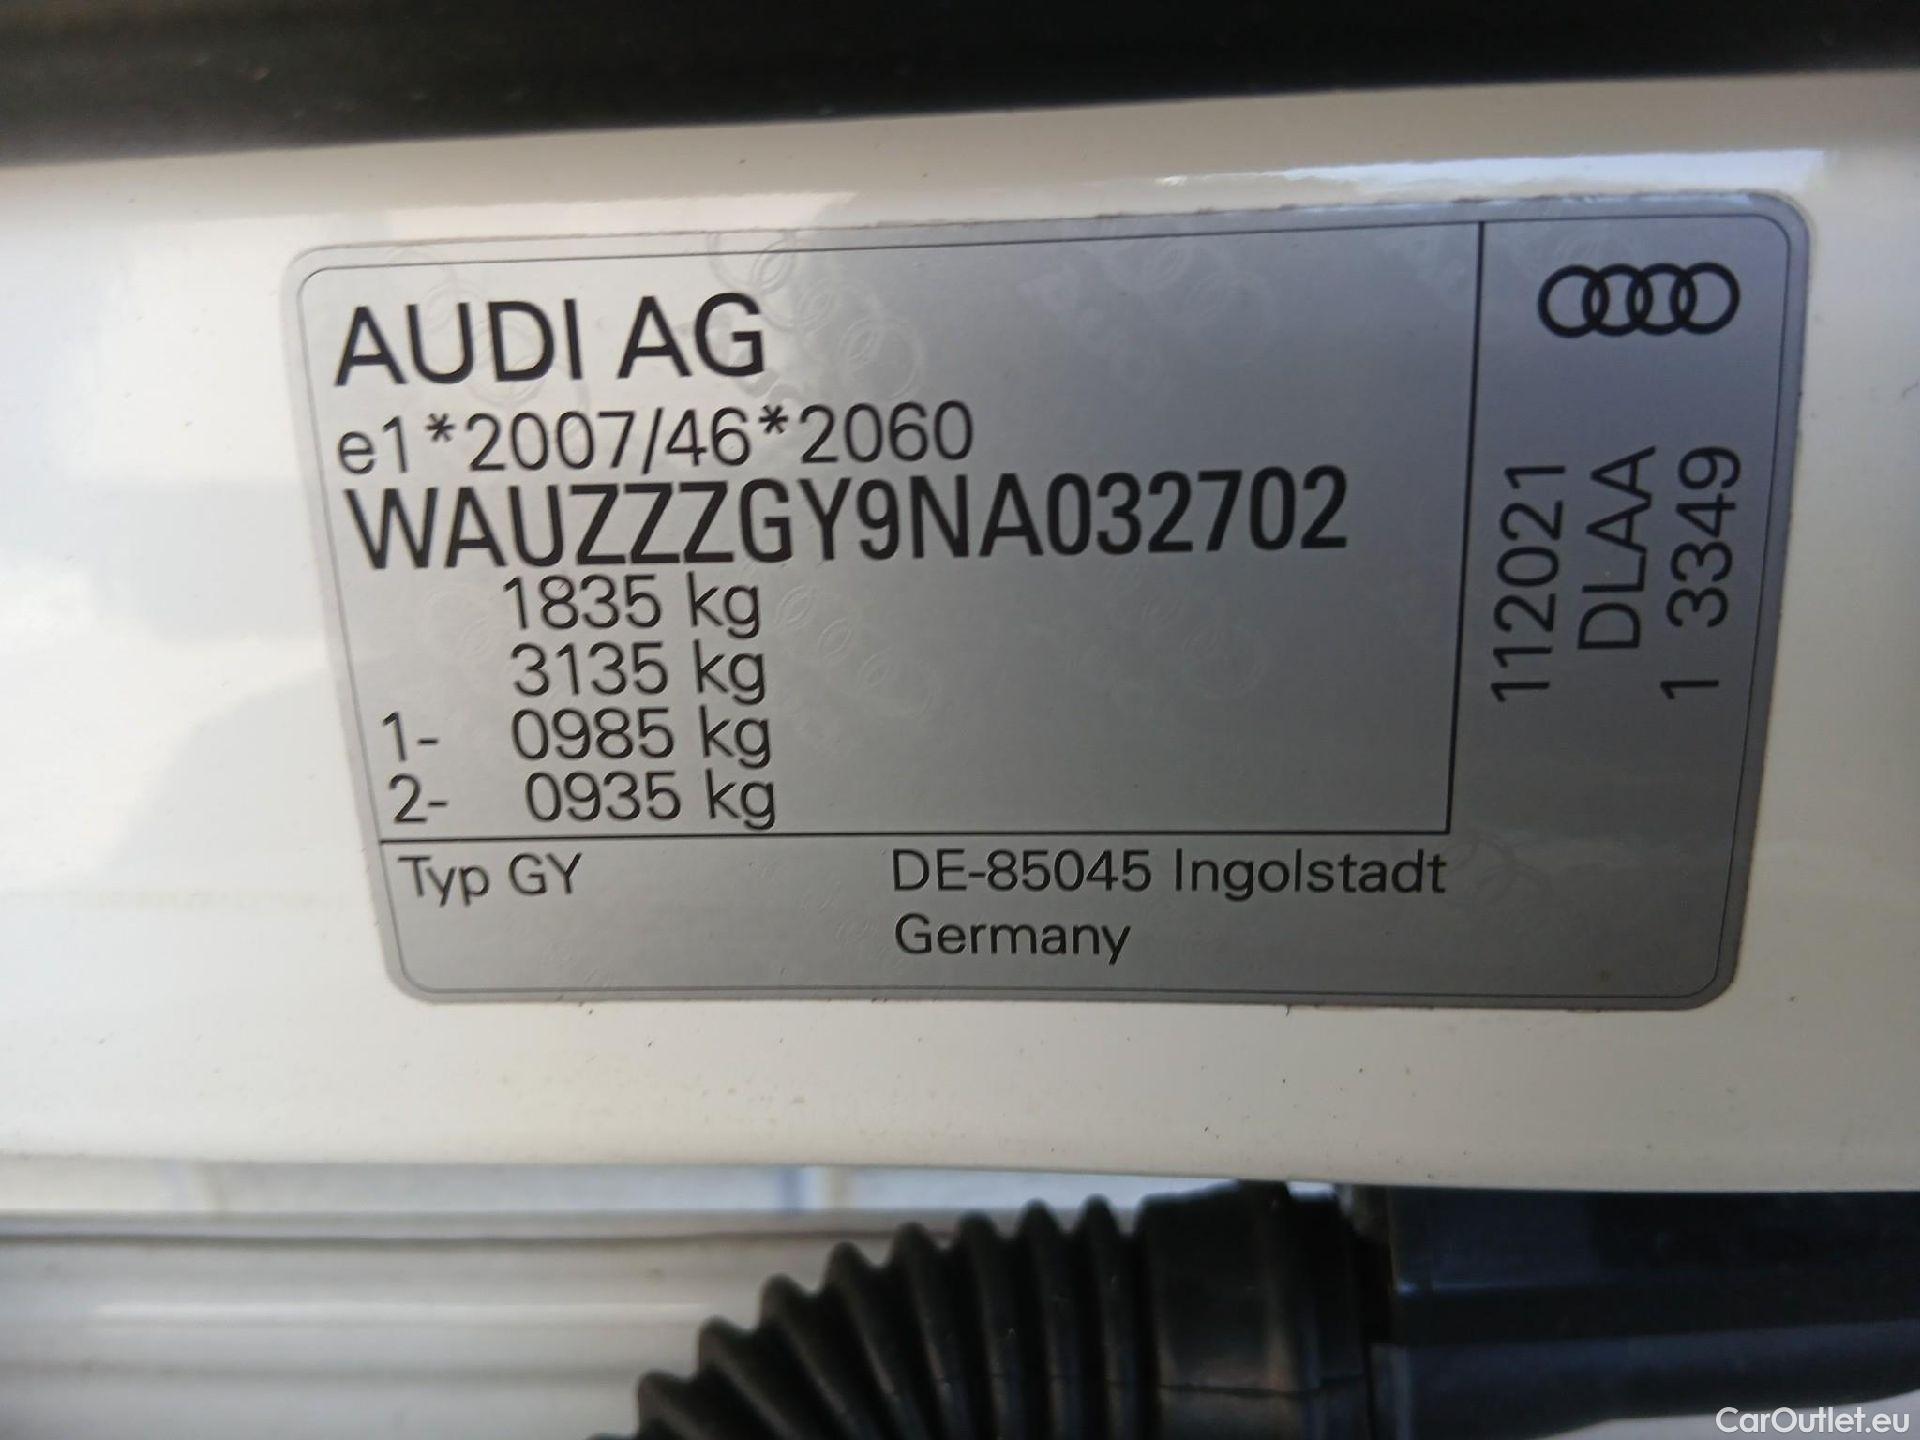 AUDI AG
e1*2007/46*2060
WAUZZZGY9NA032702
1835 kg
3135 kg
1- 0985 kg
2- 0935 kg
Typ GY
DE-85045 Ingolstadt
Germany
112021
DLAA
1 3349
CarOutlet.eu